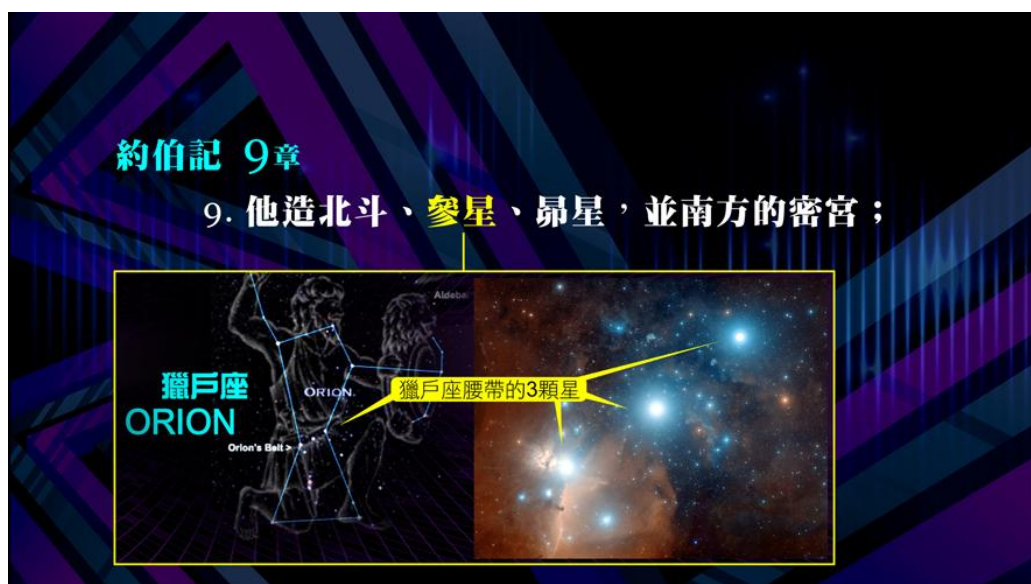 約伯記 9章
9. 他造北斗、參星、昴星，並南方的密宮；
Aldeba
獵戶座
ORION
ORION
獵戶座腰帶的3顆星
Orion's Belt >